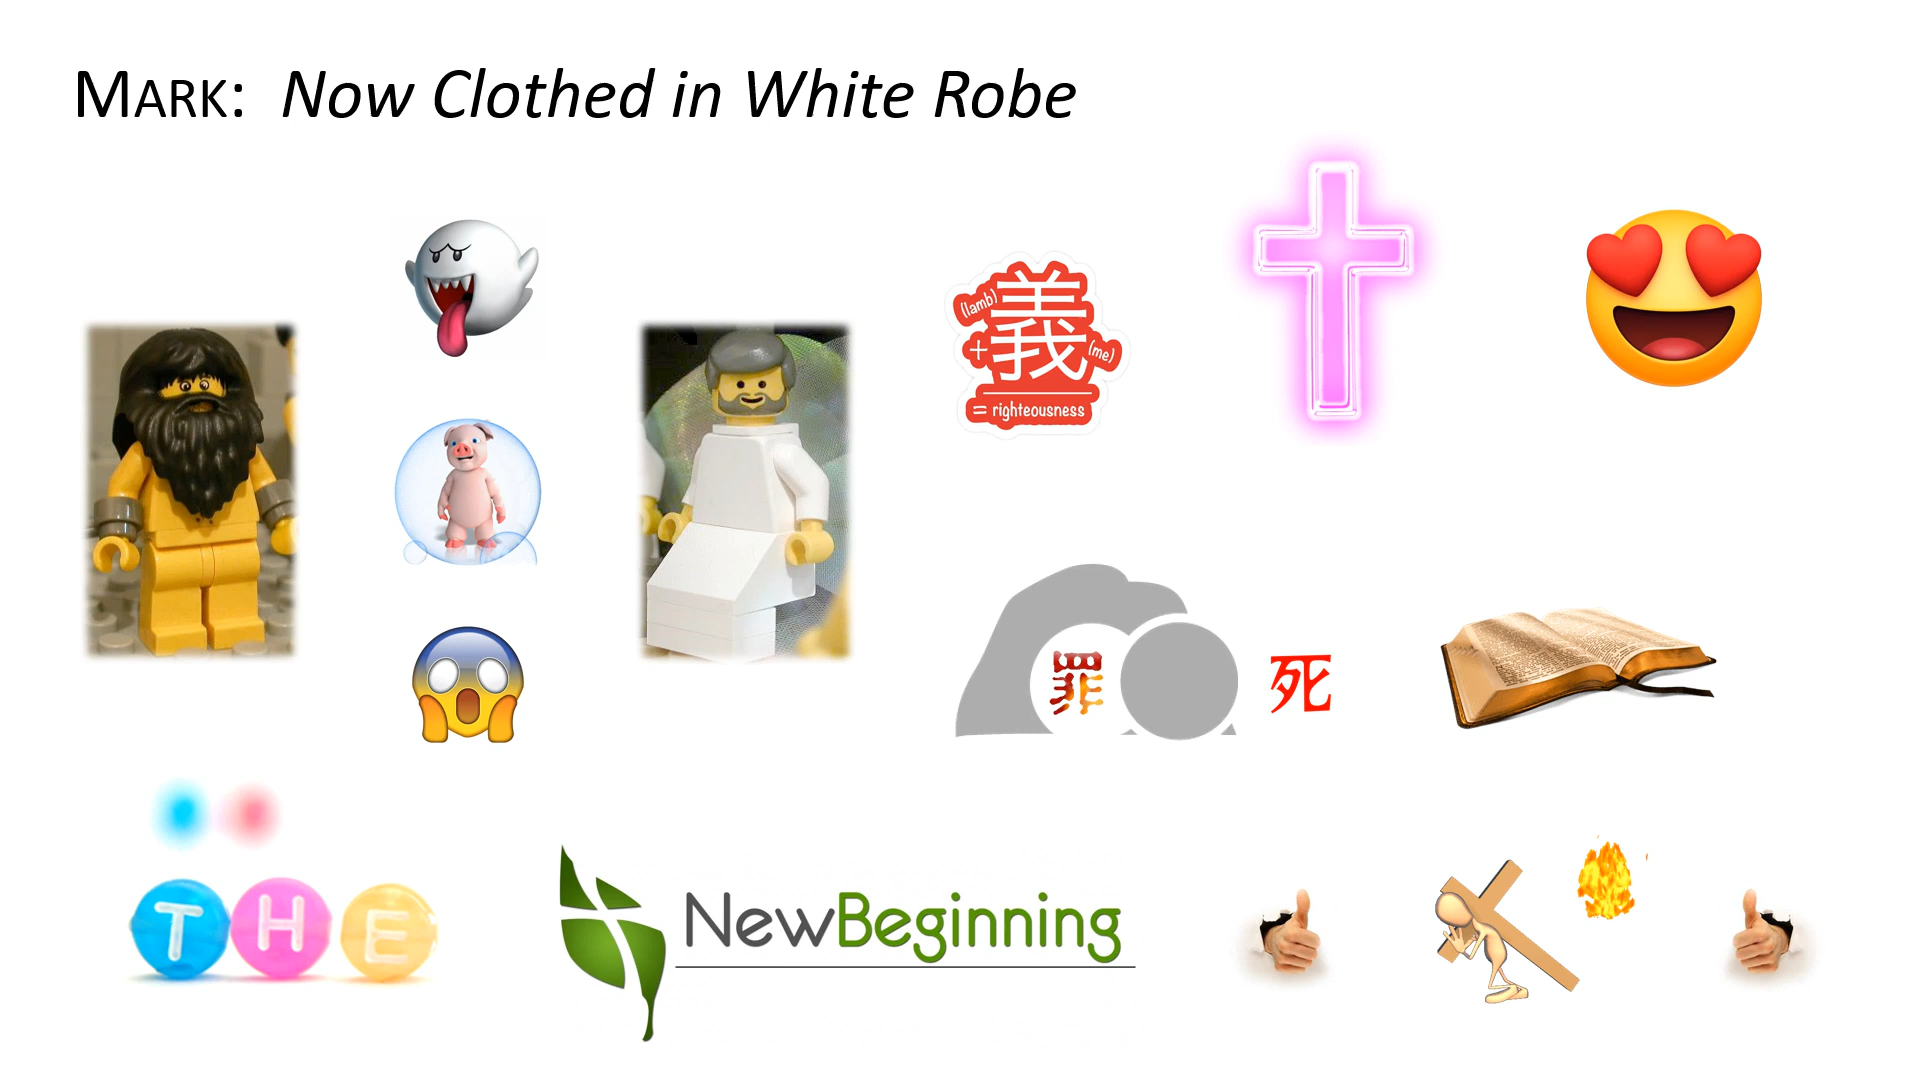 MARK: Now Clothed in White Robe
(lamb)
義
+
(me)
= righteousness
罪
死
THE
NewBeginning